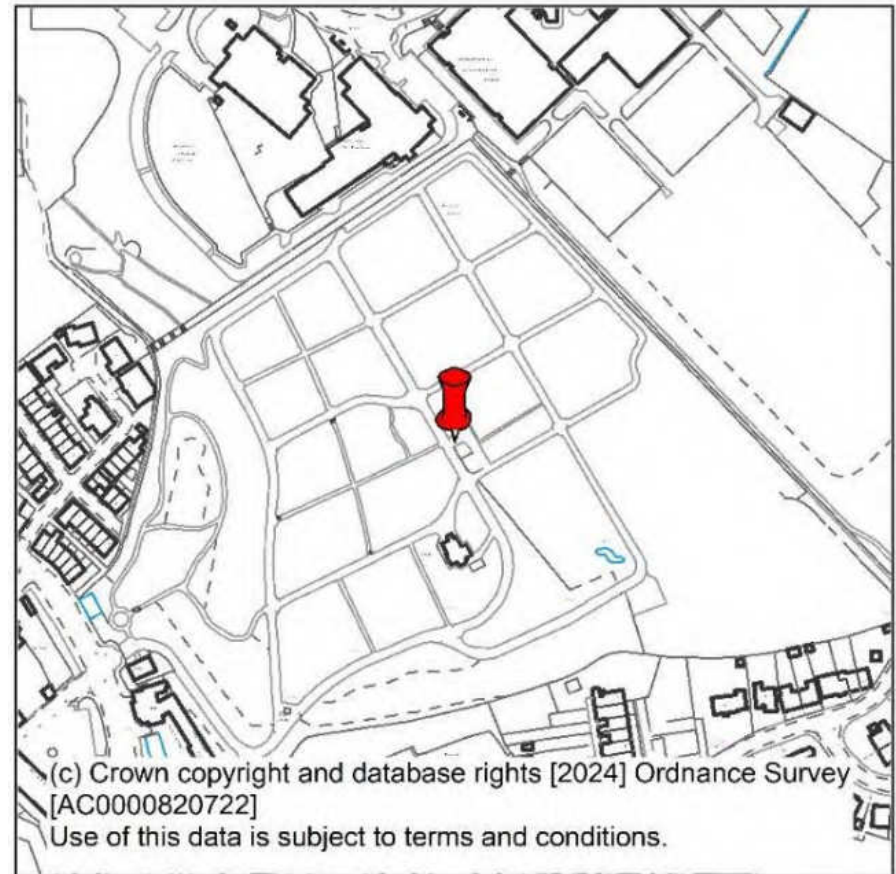 (c) Crown copyright and database rights [2024] Ordnance Survey
[AC0000820722]
Use of this data is subject to terms and conditions.